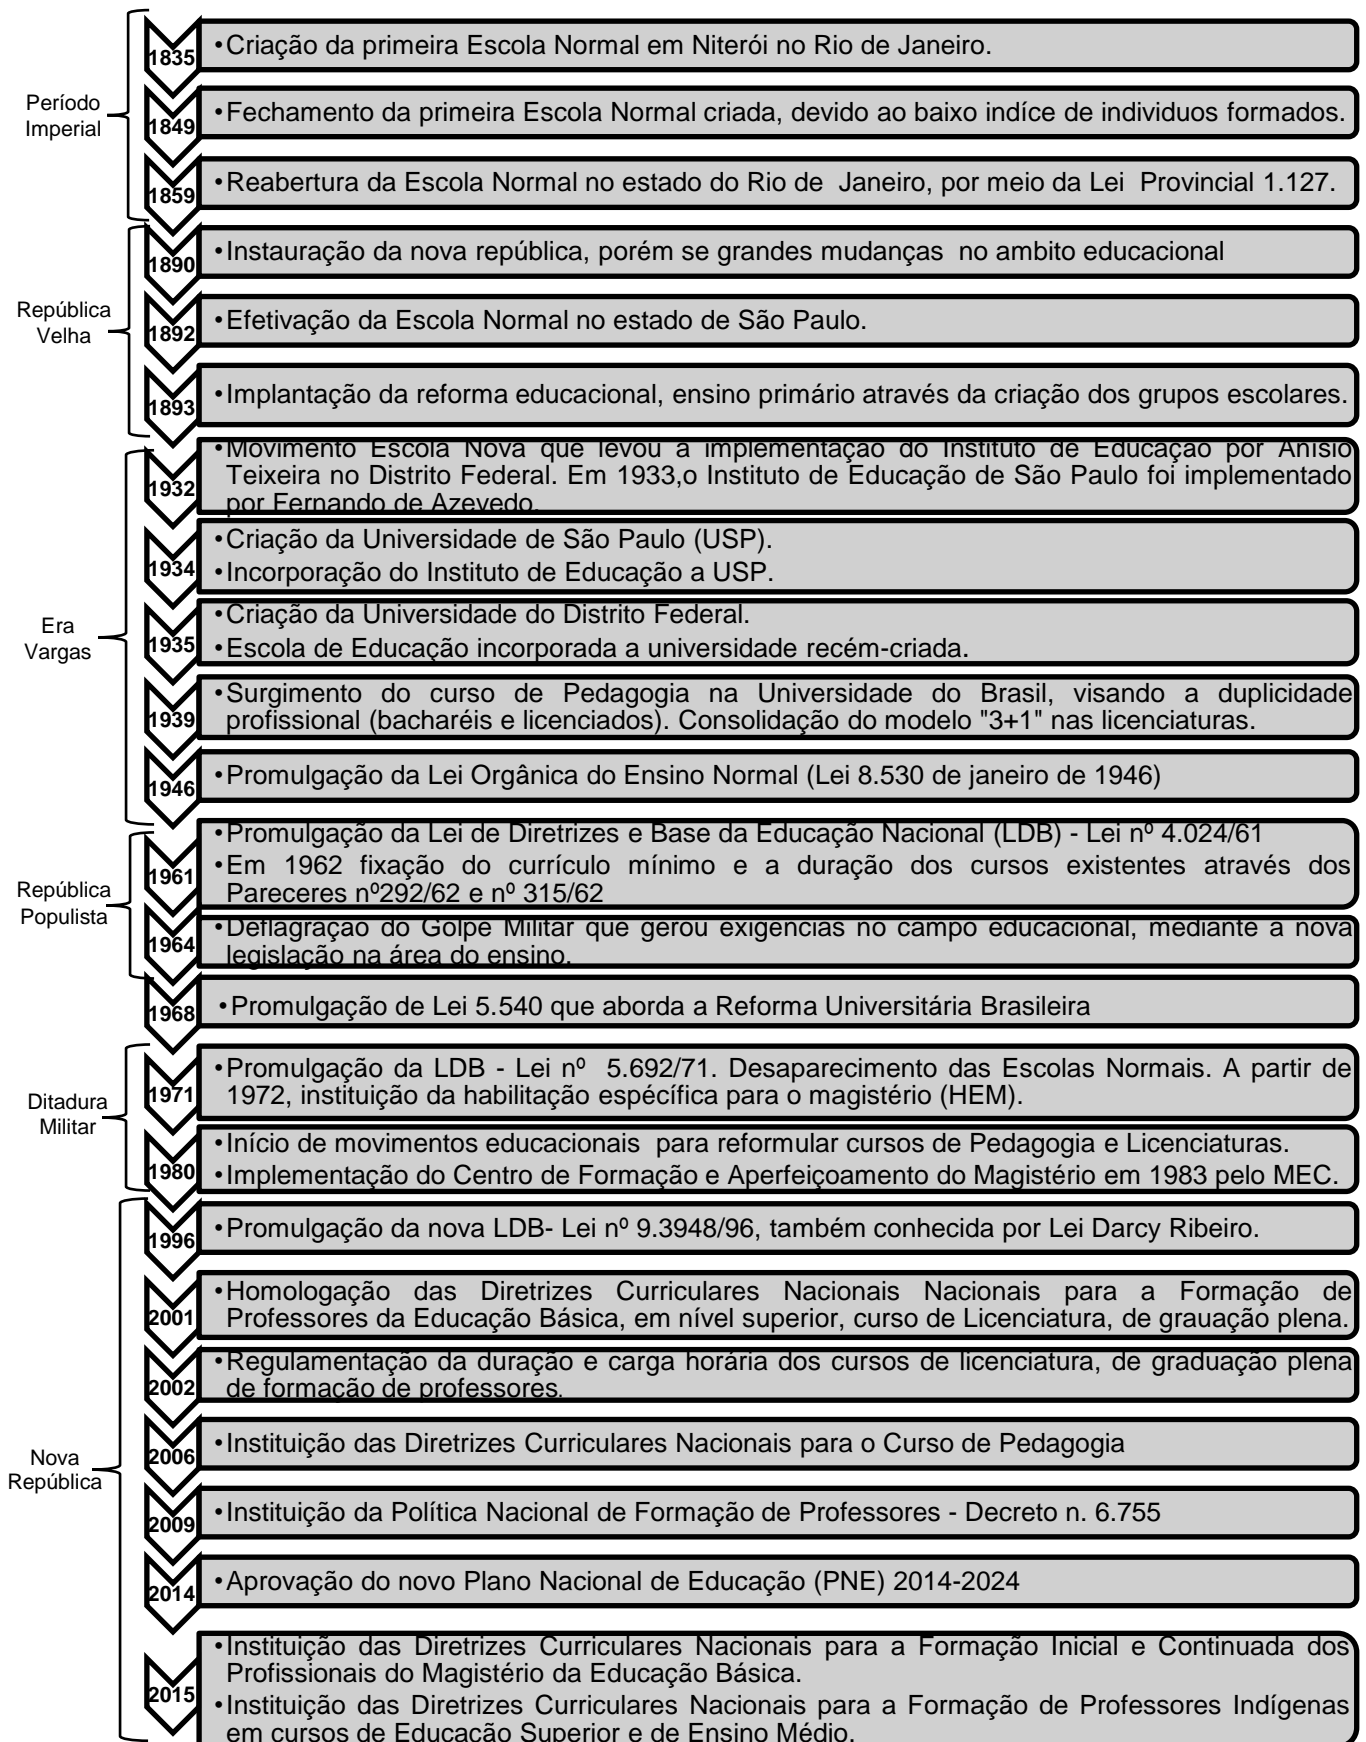 Período
Imperial
1835
•Criação da primeira Escola Normal em Niterói no Rio de Janeiro.
1849
•Fechamento da primeira Escola Normal criada, devido ao baixo indíce de individuos formados.
1859
•Reabertura da Escola Normal no estado do Rio de Janeiro, por meio da Lei Provincial 1.127.
República
Velha
1890
•Instauração da nova república, porém se grandes mudanças no ambito educacional
1892
•Efetivação da Escola Normal no estado de São Paulo.
1893
•Implantação da reforma educacional, ensino primário através da criação dos grupos escolares.
Era
Vargas
1932
•Movimento Escola Nova que levou a implementação do Instituto de Educação por Anísio
Teixeira no Distrito Federal. Em 1933,o Instituto de Educação de São Paulo foi implementado
por Fernando de Azevedo.
1934
•Criação da Universidade de São Paulo (USP).
•Incorporação do Instituto de Educação a USP.
1935
•Criação da Universidade do Distrito Federal.
•Escola de Educação incorporada a universidade recém-criada.
1939
•Surgimento do curso de Pedagogia na Universidade do Brasil, visando a duplicidade
profissional (bacharéis e licenciados). Consolidação do modelo "3+1" nas licenciaturas.
1946
•Promulgação da Lei Orgânica do Ensino Normal (Lei 8.530 de janeiro de 1946)
República
Populista
1961
•Promulgação da Lei de Diretrizes e Base da Educação Nacional (LDB) - Lei nº 4.024/61
•Em 1962 fixação do currículo mínimo e a duração dos cursos existentes através dos
Pareceres nº292/62 e nº 315/62
1964
•Deflagração do Golpe Militar que gerou exigências no campo educacional, mediante a nova
legislação na área do ensino.
1968
•Promulgação de Lei 5.540 que aborda a Reforma Universitária Brasileira
Ditadura
Militar
1971
•Promulgação da LDB - Lei nº 5.692/71. Desaparecimento das Escolas Normais. A partir de
1972, instituição da habilitação espécífica para o magistério (HEM).
1980
•Início de movimentos educacionais para reformular cursos de Pedagogia e Licenciaturas.
•Implementação do Centro de Formação e Aperfeiçoamento do Magistério em 1983 pelo MEC.
Nova
República
1996
•Promulgação da nova LDB- Lei nº 9.3948/96, também conhecida por Lei Darcy Ribeiro.
2001
•Homologação das Diretrizes Curriculares Nacionais Nacionais para a Formação de
Professores da Educação Básica, em nível superior, curso de Licenciatura, de grauação plena.
2002
•Regulamentação da duração e carga horária dos cursos de licenciatura, de graduação plena
de formação de professores.
2006
•Instituição das Diretrizes Curriculares Nacionais para o Curso de Pedagogia
2009
•Instituição da Política Nacional de Formação de Professores - Decreto n. 6.755
2014
•Aprovação do novo Plano Nacional de Educação (PNE) 2014-2024
2015
•Instituição das Diretrizes Curriculares Nacionais para a Formação Inicial e Continuada dos
Profissionais do Magistério da Educação Básica.
•Instituição das Diretrizes Curriculares Nacionais para a Formação de Professores Indígenas
em cursos de Educação Superior e de Ensino Médio.